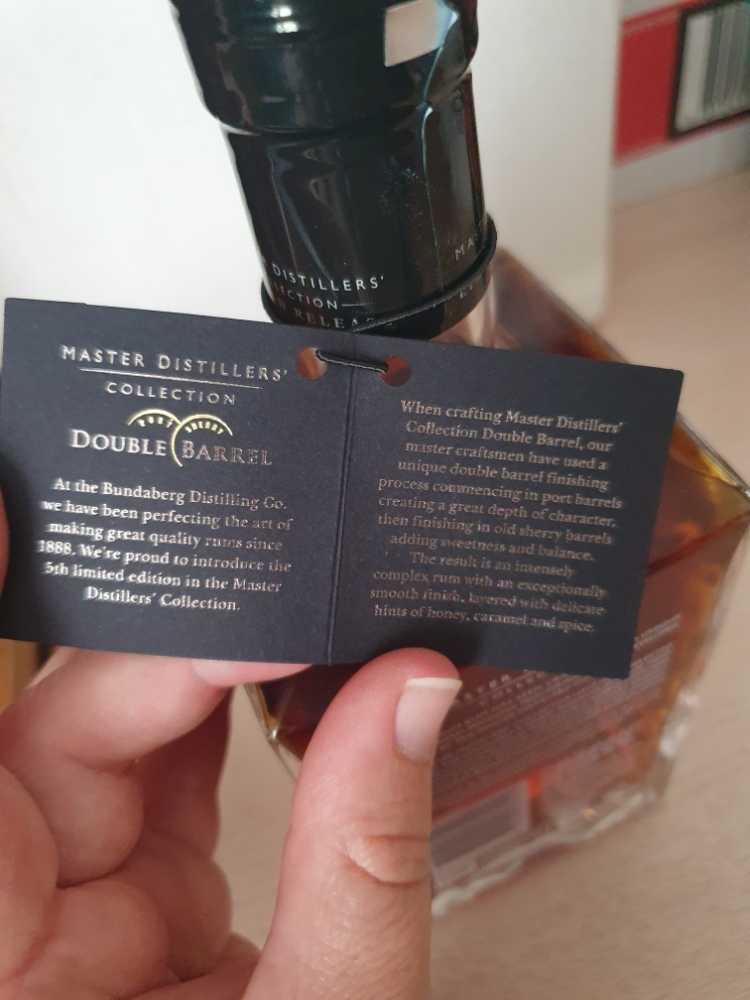 DISTILLERS'
RELEAS
MASTER DISTILLERS'
COLLECTION
PORT SHERRY
DOUBLE BARREL
At the Bundaberg Distilling Co.
we have been perfecting the art of
making great quality rums since
1888. We're proud to introduce the
5th limited edition in the Master
Distillers' Collection.
When crafting Master Distillers'
Collection Double Barrel, our
master craftsmen have used a
unique double barrel finishing
process commencing in port barrels
creating a great depth of character,
then finishing in old sherry barrels
adding sweetness and balance.
The result is an intensely
complex rum with an exceptionally
smooth finish, layered with delicate
hints of honey, caramel and spice.